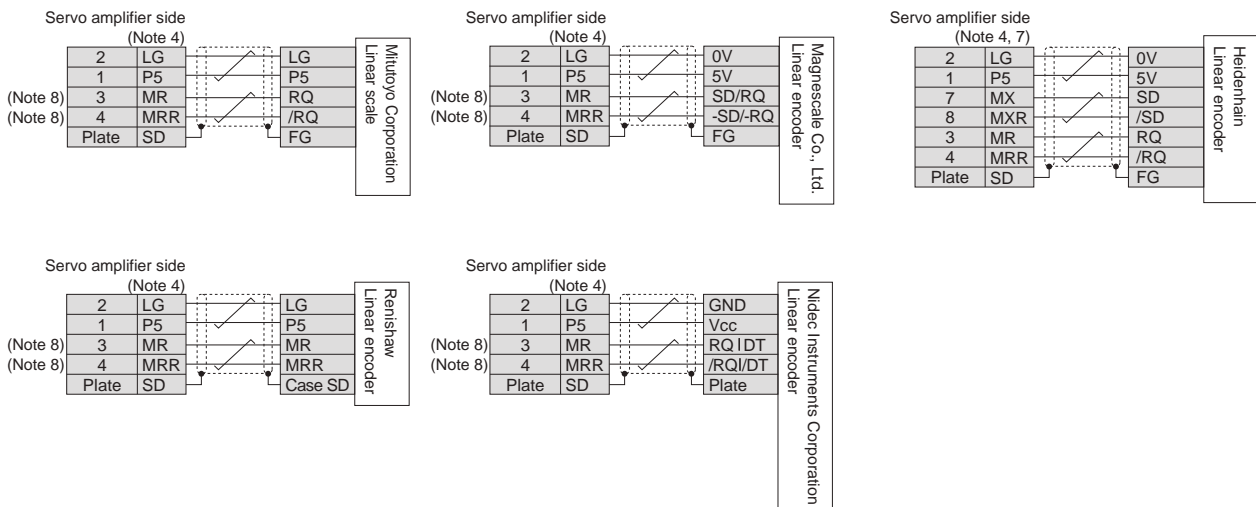 Servo amplifier side
(Note 4)
2 LG LG
1 P5 P5
(Note 8) 3 MR RQ
(Note 8) 4 MRR /RQ
Plate SD FG
Mitutoyo Corporation
Linear scale
Servo amplifier side
(Note 4)
2 LG 0V
1 P5 5V
(Note 8) 3 MR SD/RQ
(Note 8) 4 MRR -SD/-RQ
Plate SD FG
Magnescale Co., Ltd.
Linear encoder
Servo amplifier side
(Note 4, 7)
2 LG 0V
1 P5 5V
7 MX SD
8 MXR /SD
3 MR RQ
4 MRR /RQ
Plate SD FG
Heidenhain
Linear encoder
Servo amplifier side
(Note 4)
2 LG LG
1 P5 P5
(Note 8) 3 MR MR
(Note 8) 4 MRR MRR
Plate SD Case SD
Renishaw
Linear encoder
Servo amplifier side
(Note 4)
2 LG GND
1 P5 Vcc
(Note 8) 3 MR RQIDT
(Note 8) 4 MRR /RQI/DT
Plate SD Plate
Nidec Instruments Corporation
Linear encoder